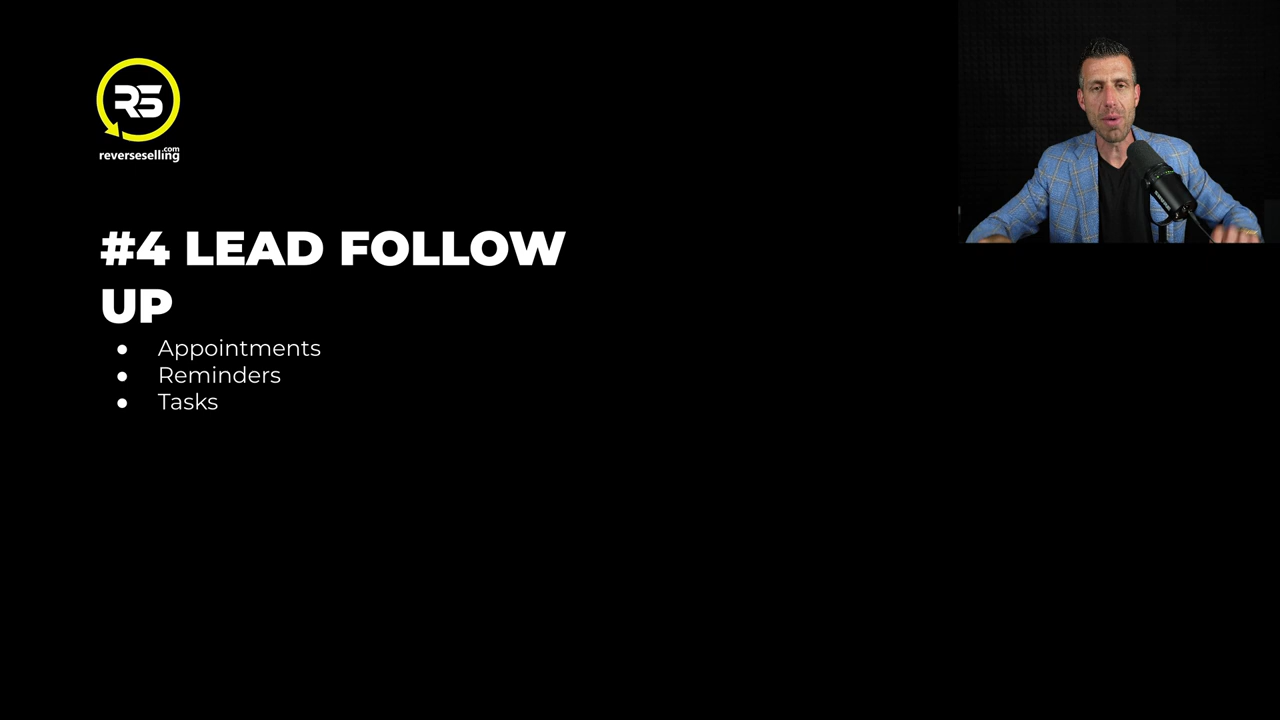 RS
reverseselling.com
#4 LEAD FOLLOW
UP
● Appointments
● Reminders
● Tasks